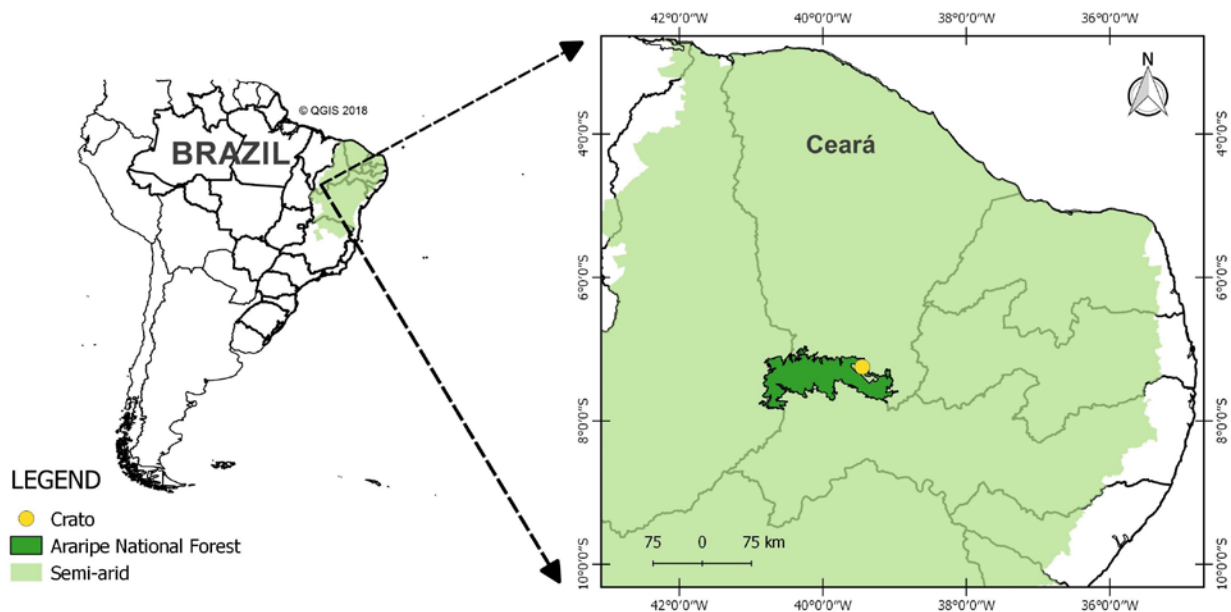 © QGIS 2018
BRAZIL
LEGEND
Crato
Araripe National Forest
Semi-arid
42°0'0"W 40°0'0"W 38°0'0"W 36°0'0"W
N
Ceará
4°0'0"S
4°0'0"S
6°0'0"S
6°0'0"S
8°0'0"S
8°0'0"S
10°0'0"S
10°0'0"S
75 0 75 km
42°0'0"W 40°0'0"W 38°0'0"W 36°0'0"W